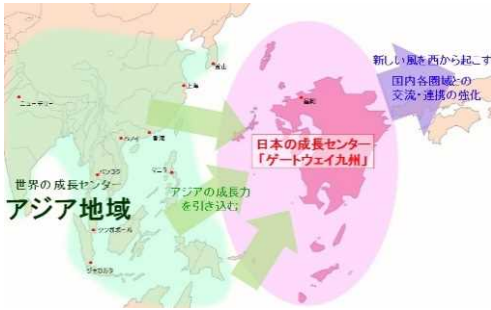 新しい風を西から起こす
国内各圏域との
交流・連携の強化
釜山
上海
ニューデリー
福岡
ハノイ
香港
日本の成長センター
「ゲートウェイ九州」
バンコク
マニラ
世界の成長センター
アジア地域
アジアの成長力
を引き込む
シンガポール
ジャカルタ